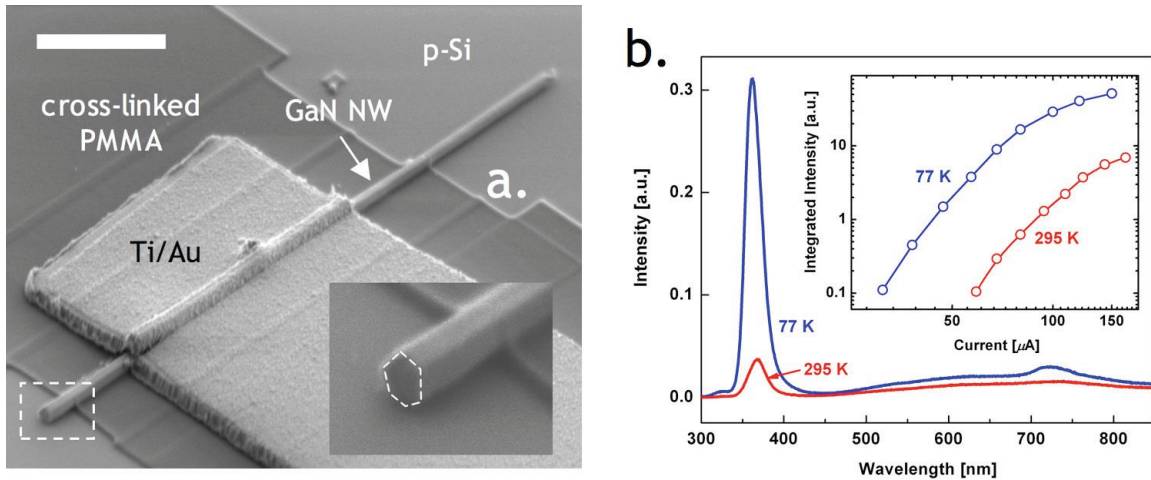 p-Si
cross-linked
PMMA
GaN NW
a.
Ti/Au
b.
Intensity [a.u.]
0.3
0.2
0.1
0.0
300 400 500 600 700 800
Wavelength [nm]
77 K
295 K
Integrated Intensity [a.u.]
10
1
0.1
77 K
295 K
50 100 150
Current [µA]